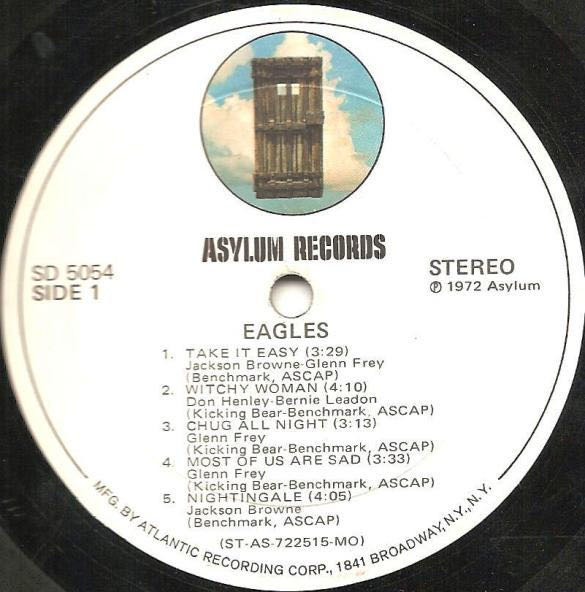 ASYLUM RECORDS
SD 5054
SIDE 1
STEREO
℗ 1972 Asylum
EAGLES
1. TAKE IT EASY (3:29)
Jackson Browne-Glenn Frey
(Benchmark, ASCAP)
2. WITCHY WOMAN (4:10)
Don Henley-Bernie Leadon
(Kicking Bear-Benchmark, ASCAP)
3. CHUG ALL NIGHT (3:13)
Glenn Frey
(Kicking Bear-Benchmark, ASCAP)
4. MOST OF US ARE SAD (3:33)
Glenn Frey
(Kicking Bear-Benchmark, ASCAP)
5. NIGHTINGALE (4:05)
Jackson Browne
(Benchmark, ASCAP)
(ST-AS-722515-MO)
MFG. BY ATLANTIC RECORDING CORP., 1841 BROADWAY, N.Y., N.Y.